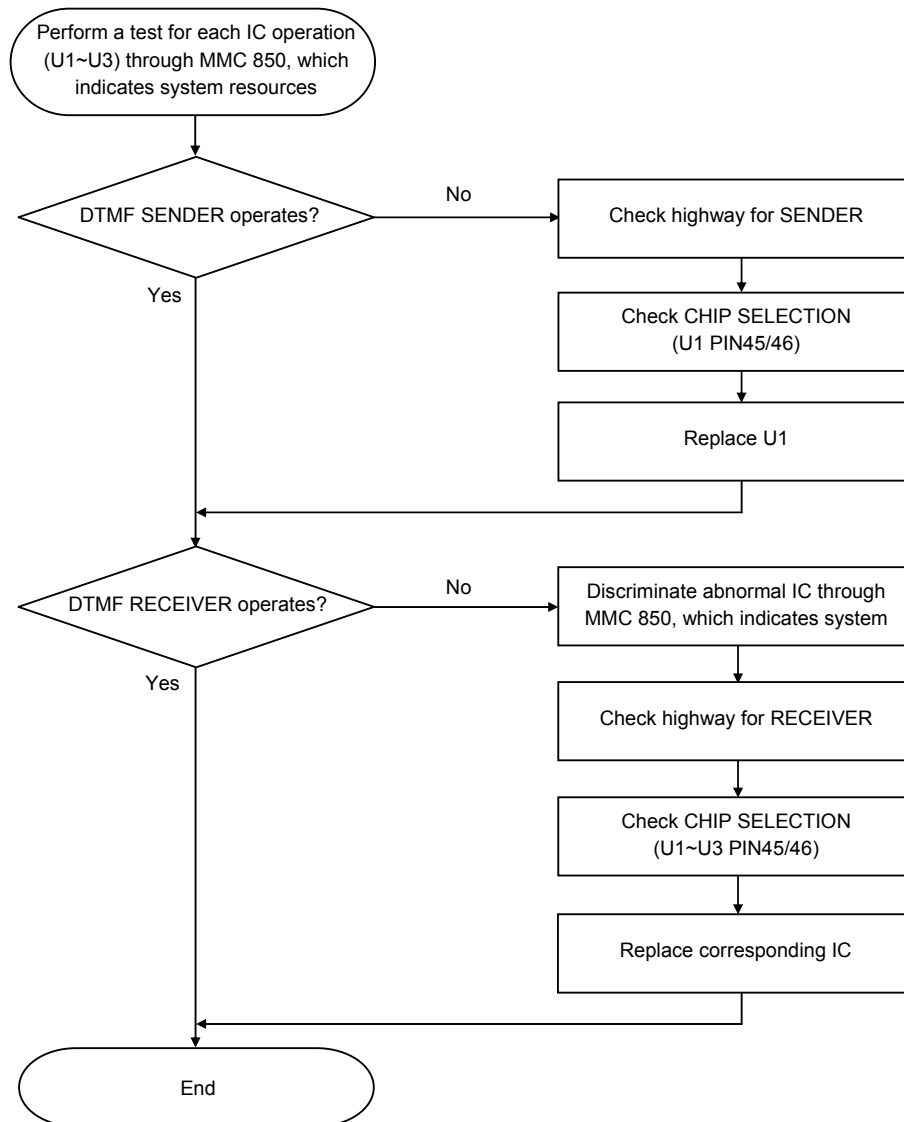 Perform a test for each IC operation
(U1~U3) through MMC 850, which
indicates system resources
DTMF SENDER operates?
No
Yes
Check highway for SENDER
Check CHIP SELECTION
(U1 PIN45/46)
Replace U1
DTMF RECEIVER operates?
No
Yes
Discriminate abnormal IC through
MMC 850, which indicates system
Check highway for RECEIVER
Check CHIP SELECTION
(U1~U3 PIN45/46)
Replace corresponding IC
End